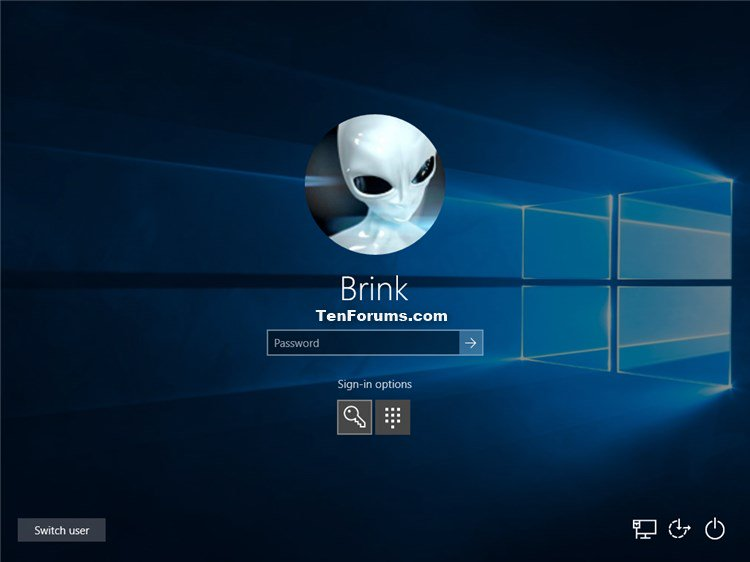 Brink
TenForums.com
Password
Sign-in options
Switch user